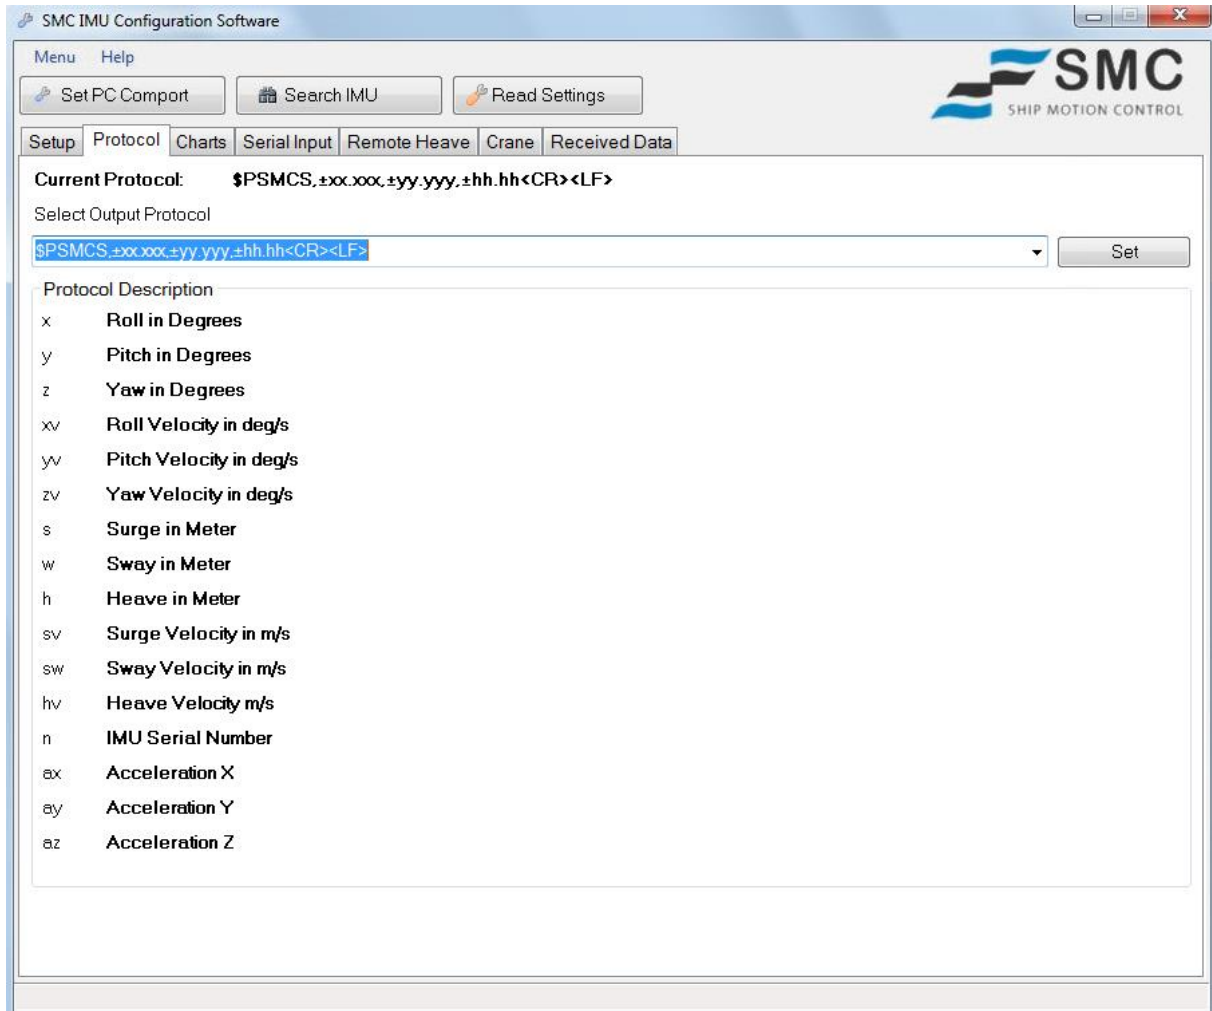 SMC IMU Configuration Software
Menu Help
SMC
SHIP MOTION CONTROL
Set PC Comport Search IMU Read Settings
Setup Protocol Charts Serial Input Remote Heave Crane Received Data
Current Protocol: $PSMCS,±xx.xxx,±yy.yyy,±hh.hh<CR><LF>
Select Output Protocol
$PSMCS,±xx.xxx,±yy.yyy,±hh.hh<CR><LF> Set
Protocol Description
x Roll in Degrees
y Pitch in Degrees
z Yaw in Degrees
xv Roll Velocity in deg/s
yv Pitch Velocity in deg/s
zv Yaw Velocity in deg/s
s Surge in Meter
w Sway in Meter
h Heave in Meter
sv Surge Velocity in m/s
sw Sway Velocity in m/s
hv Heave Velocity m/s
n IMU Serial Number
ax Acceleration X
ay Acceleration Y
az Acceleration Z